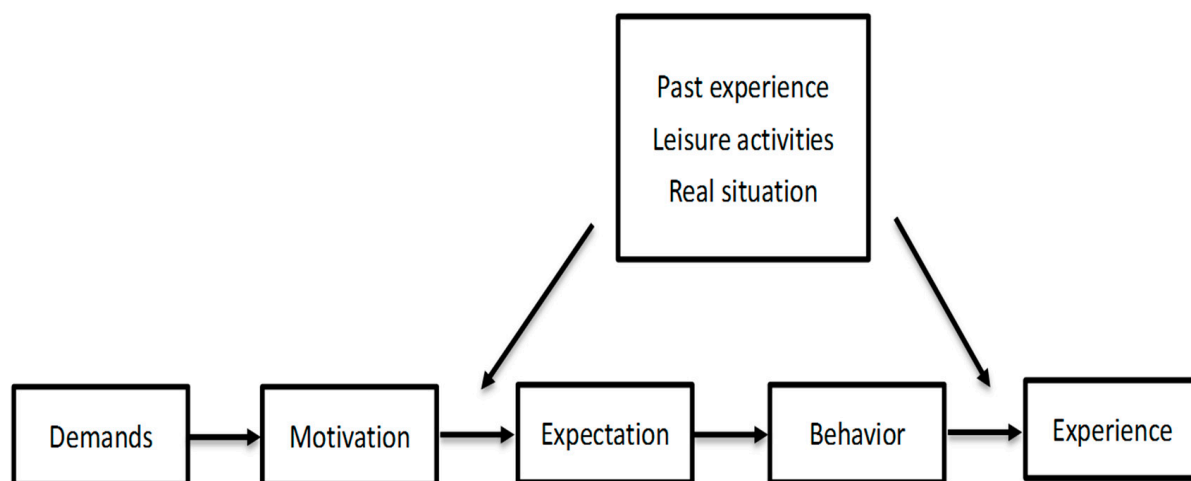 Past experience
Leisure activities
Real situation
Demands
Motivation
Expectation
Behavior
Experience